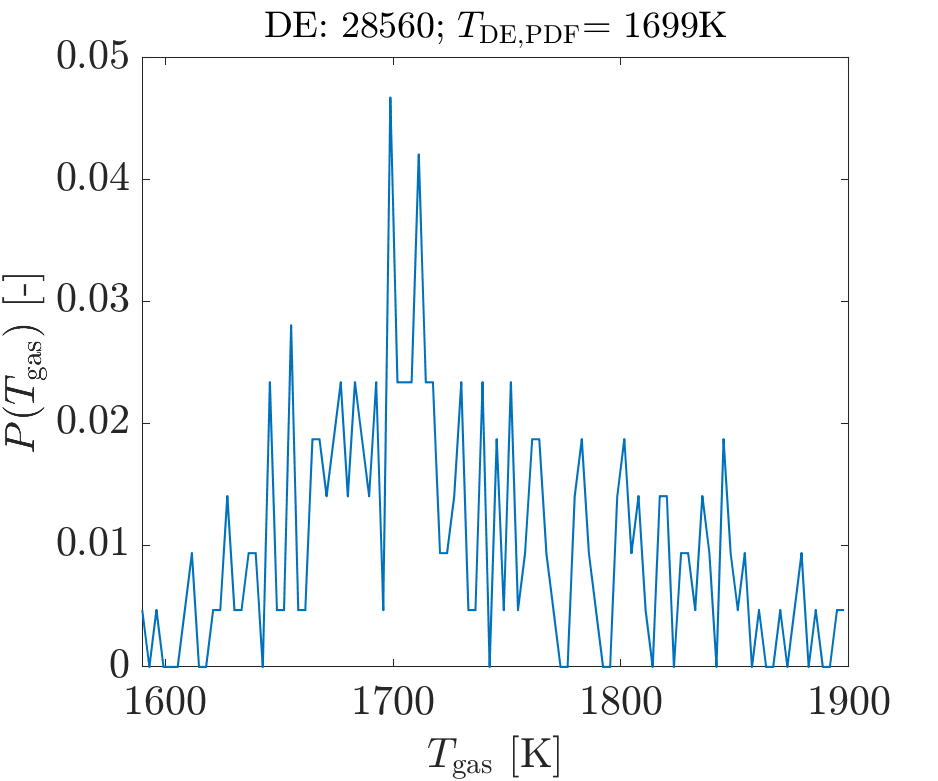 DE: 28560; T_DE,PDF= 1699K
0.05
0.04
0.03
0.02
0.01
0
P(T_gas) [-]
1600 1700 1800 1900
T_gas [K]